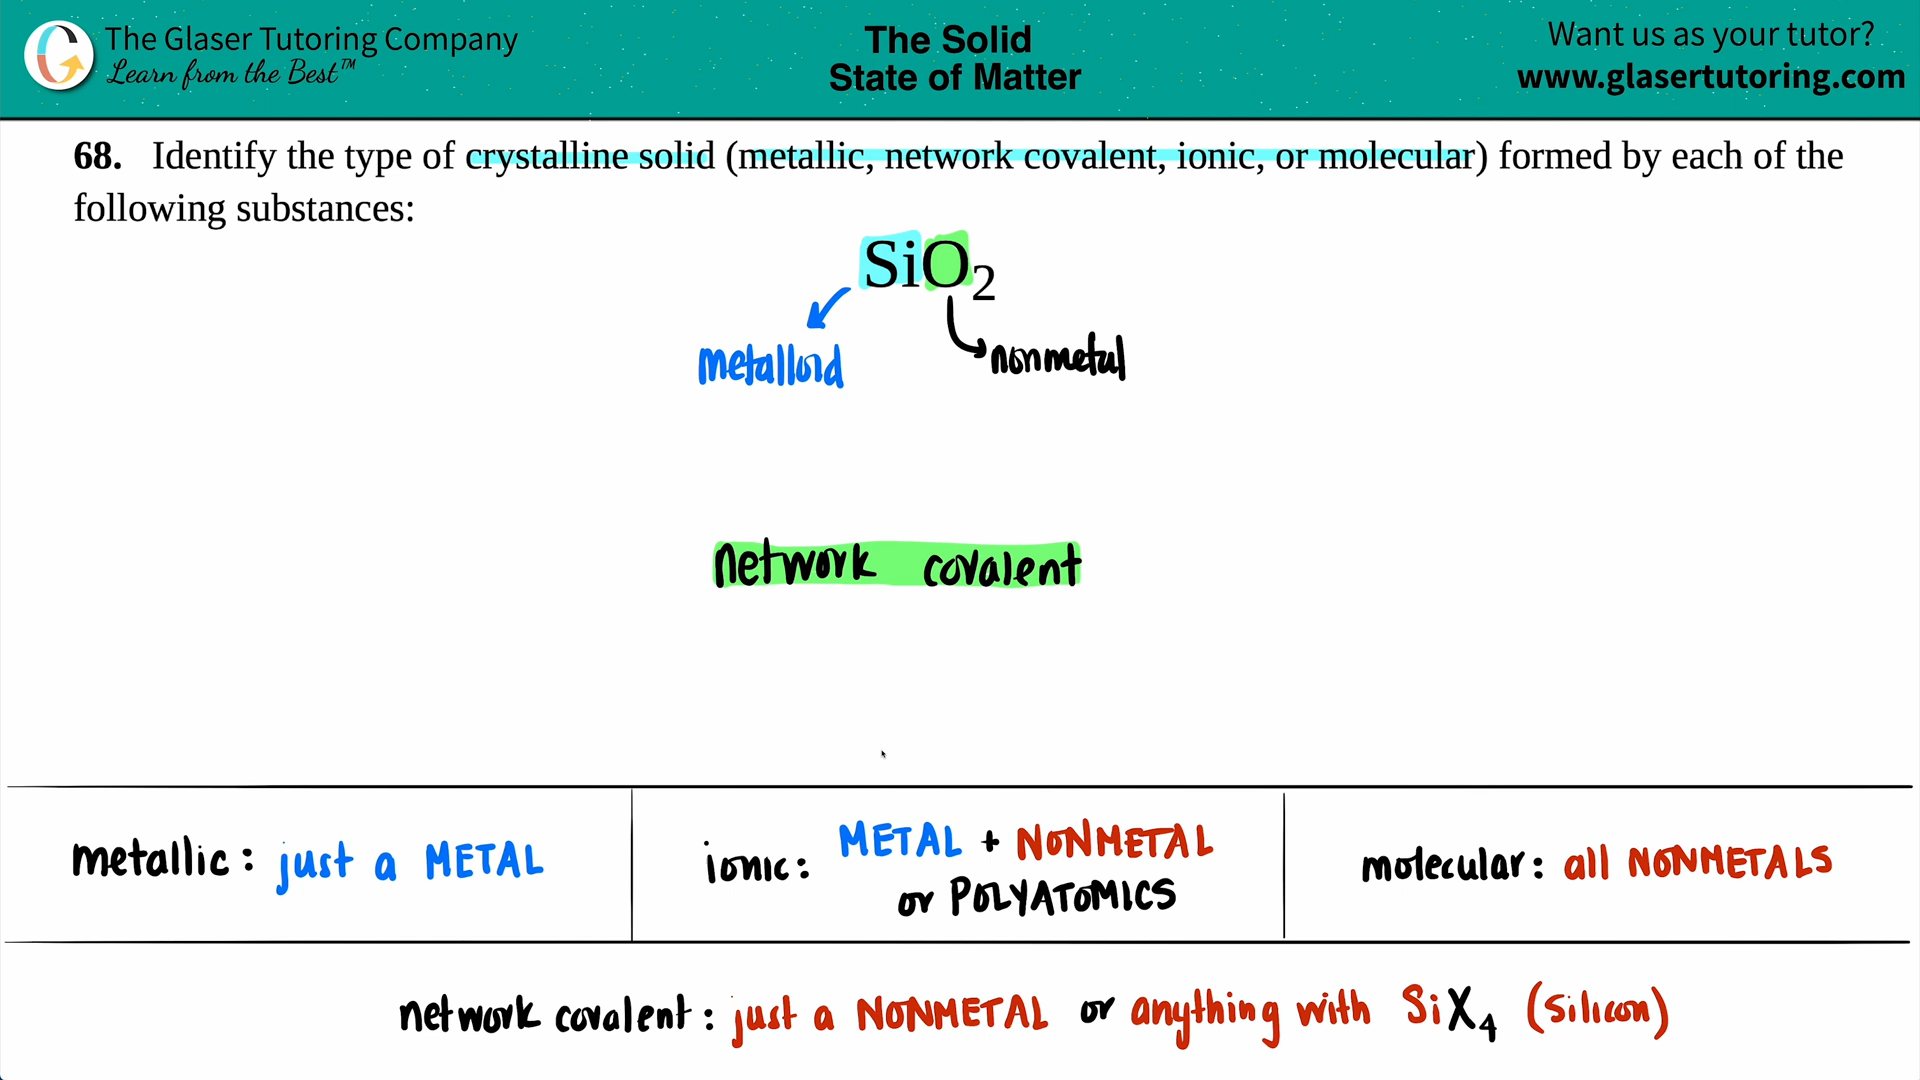 The Glaser Tutoring Company
Learn from the Best™
The Solid
State of Matter
Want us as your tutor?
www.glasertutoring.com
68. Identify the type of crystalline solid (metallic, network covalent, ionic, or molecular) formed by each of the
following substances:
SiO₂
metalloid
nonmetal
network covalent
metallic: just a METAL
ionic: METAL + NONMETAL
or POLYATOMICS
molecular: all NONMETALS
network covalent: just a NONMETAL or anything with SiX₄ (Silicon)